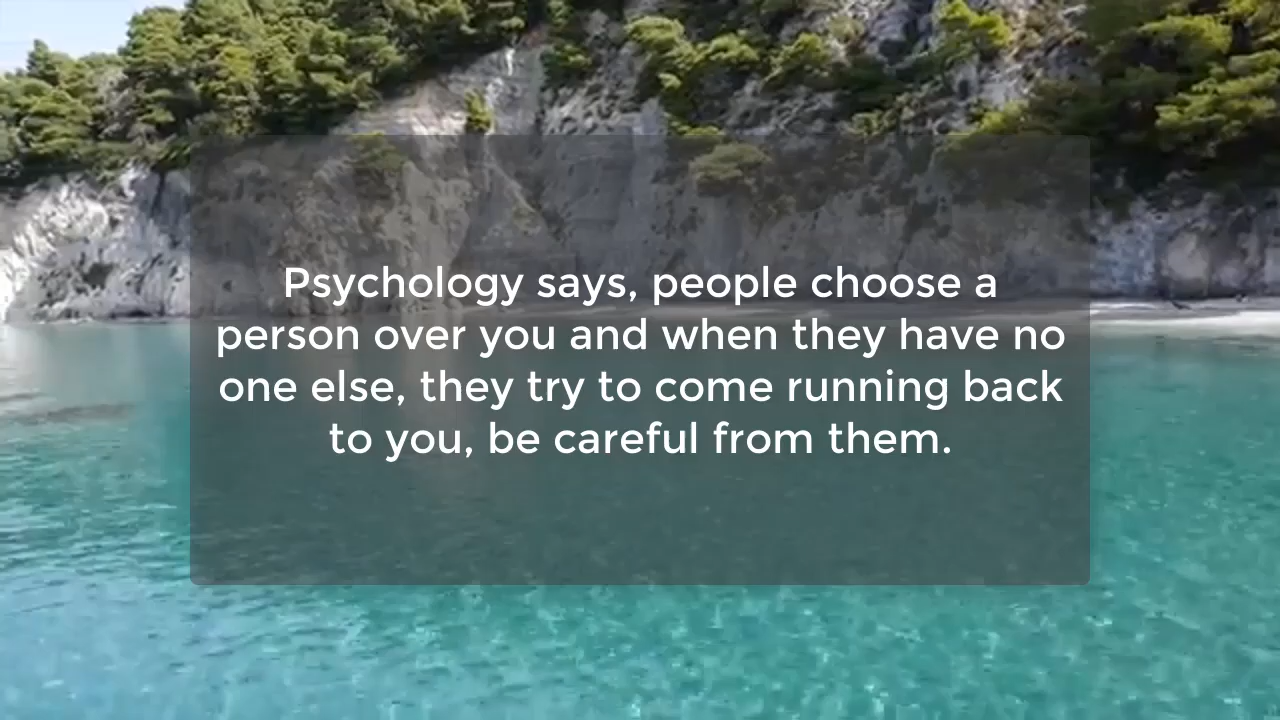 Psychology says, people choose a
person over you and when they have no
one else, they try to come running back
to you, be careful from them.